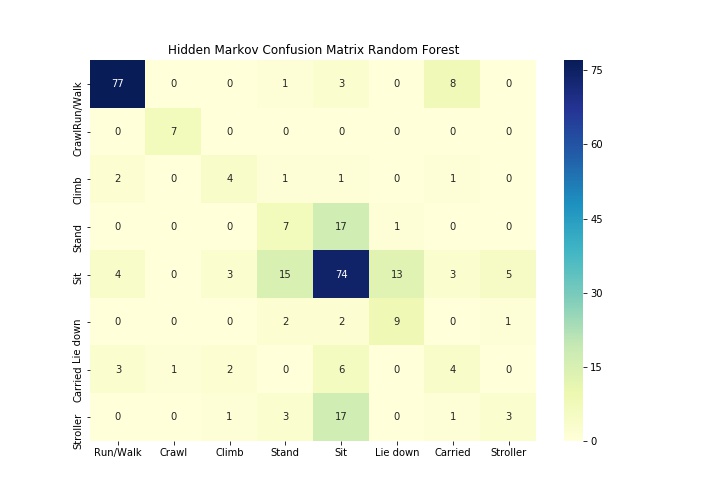 Hidden Markov Confusion Matrix Random Forest
Run/Walk 77 0 0 1 3 0 8 0
Crawl 0 7 0 0 0 0 0 0
Climb 2 0 4 1 1 0 1 0
Stand 0 0 0 7 17 1 0 0
Sit 4 0 3 15 74 13 3 5
Lie down 0 0 0 2 2 9 0 1
Carried 3 1 2 0 6 0 4 0
Stroller 0 0 1 3 17 0 1 3
Run/Walk Crawl Climb Stand Sit Lie down Carried Stroller
75
60
45
30
15
0